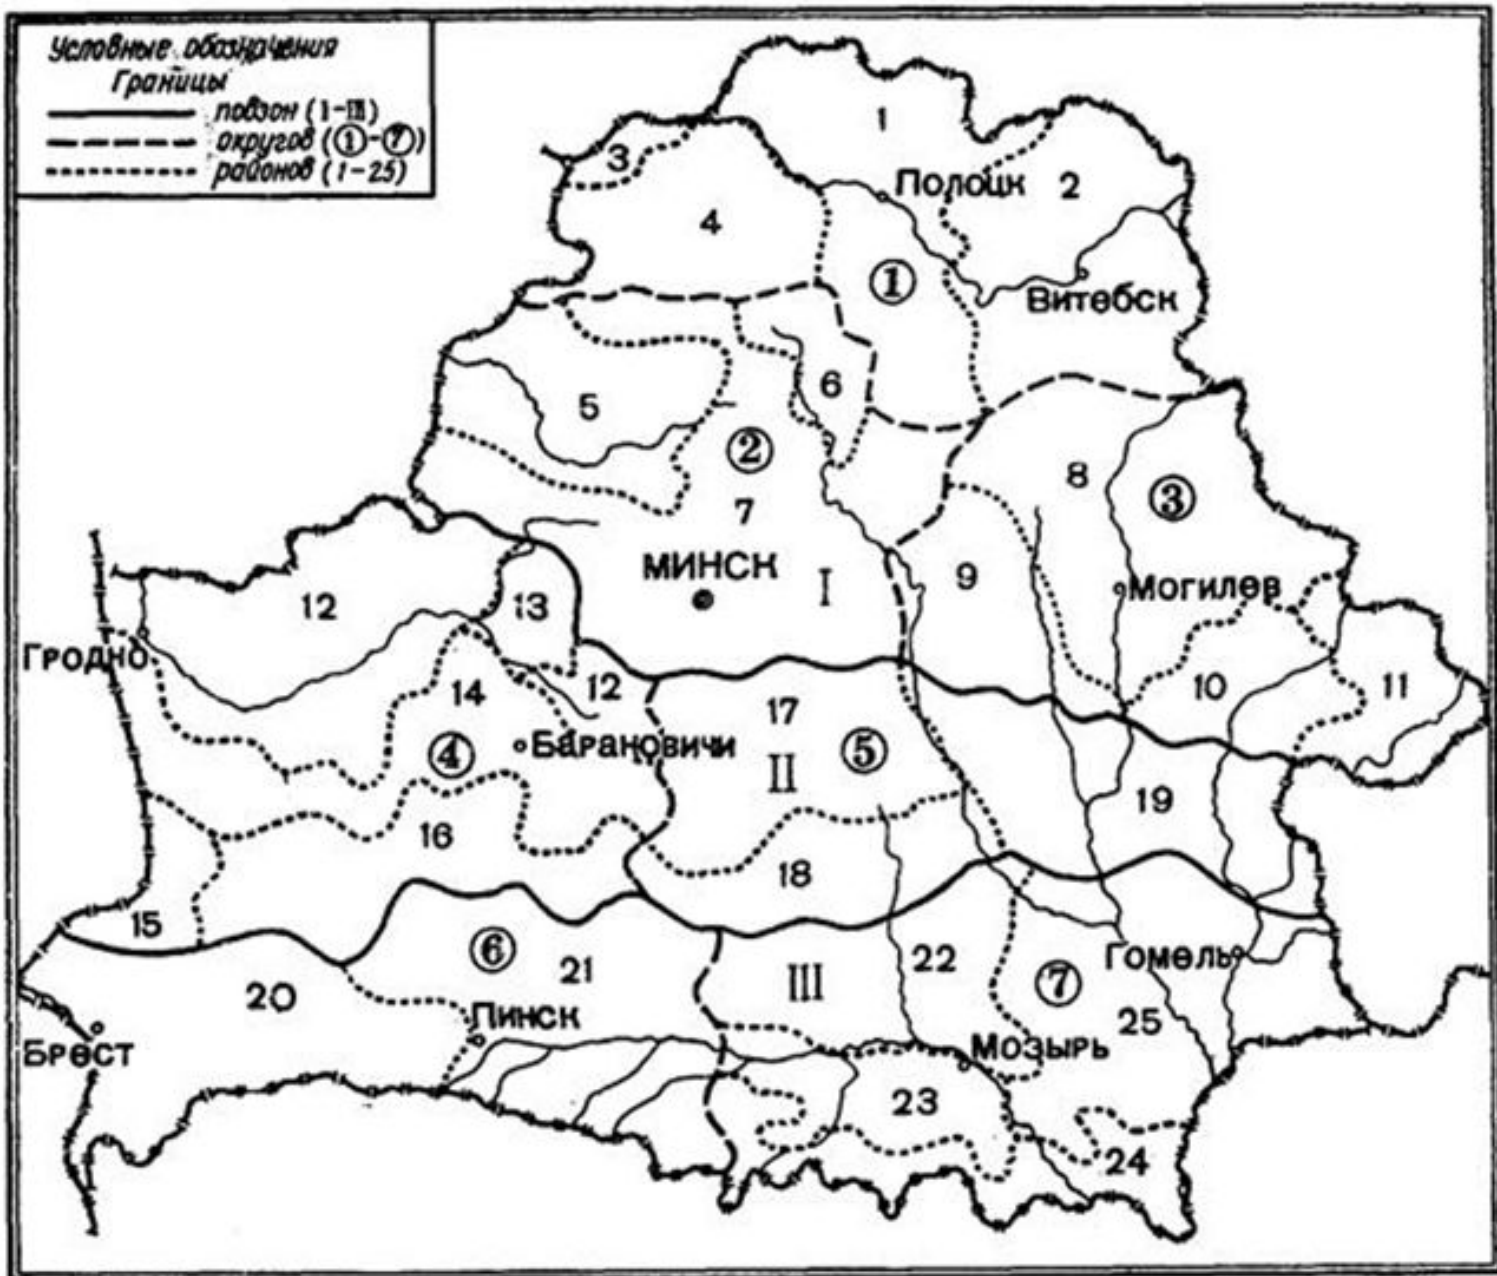 Условные обозначения
Границы
подзон (I-III)
округов (①-⑦)
районов (1-25)
1
Полоцк 2
3
4
①
Витебск
6
5
②
8
③
7
МИНСК
I
9
Могилев
12
13
Гродно
14
12
10
11
17
④
Барановичи
⑤
II
19
16
18
15
⑥
21
22
Гомель
20
III
⑦
Пинск
25
Брест
Мозырь
23
24